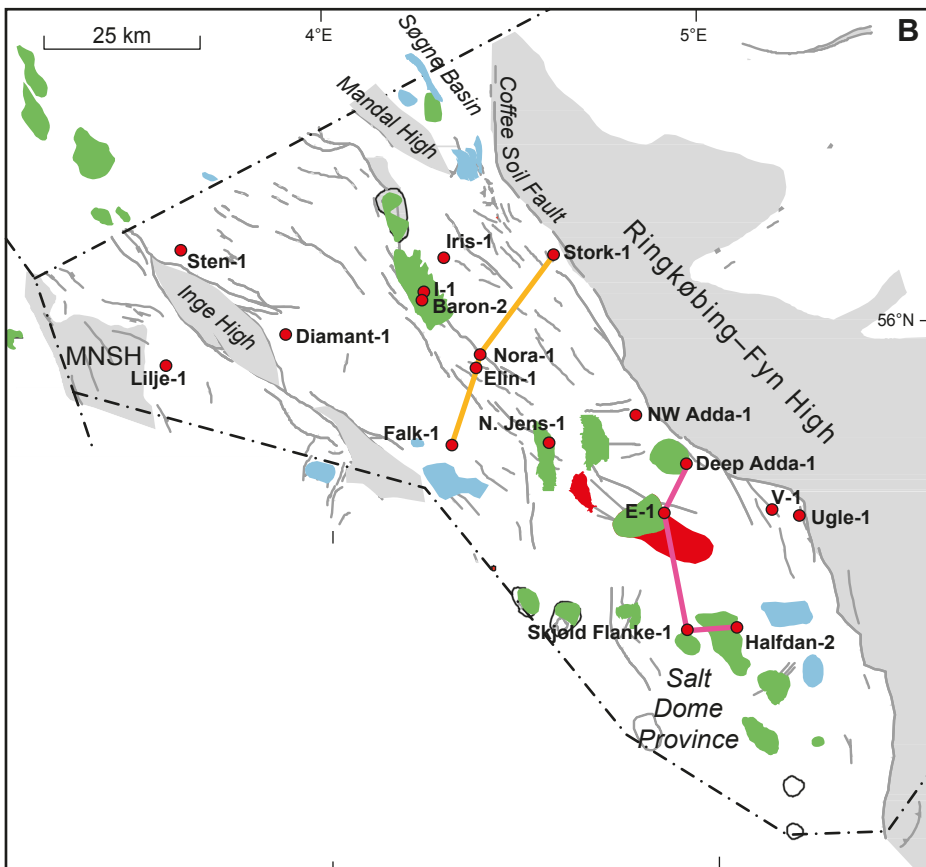 25 km
4°E
5°E
B
Søgne Basin
Mandal High
Coffee Soil Fault
Ringkøbing–Fyn High
Iris-1
Stork-1
Sten-1
I-1
Baron-2
Inge High
56°N
Diamant-1
MNSH
Nora-1
Lilje-1
Elin-1
NW Adda-1
N. Jens-1
Falk-1
Deep Adda-1
V-1
E-1
Ugle-1
Skjold Flanke-1
Halfdan-2
Salt
Dome
Province